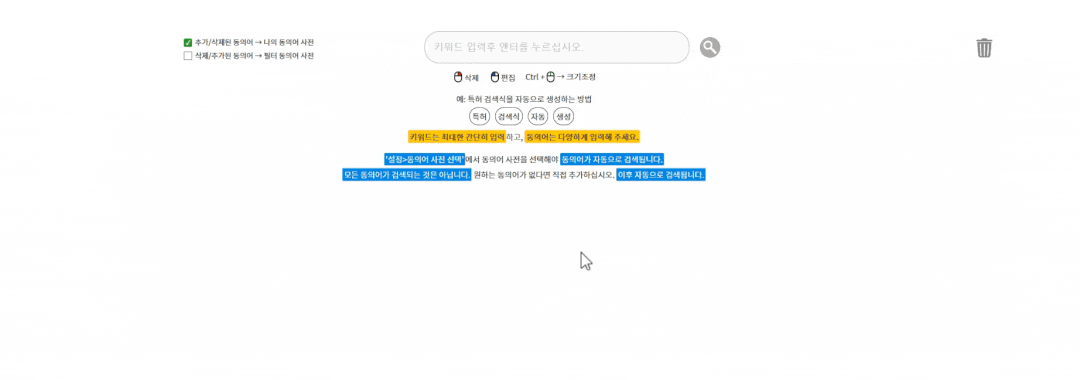 추가/삭제된 동의어 → 나의 동의어 사전
삭제/추가된 동의어 → 필터 동의어 사전
키워드 입력후 엔터를 누르십시오.
삭제 편집 Ctrl + → 크기조정
예: 특허 검색식을 자동으로 생성하는 방법
특허 검색식 자동 생성
키워드는 최대한 간단히 입력하고, 동의어는 다양하게 입력해 주세요.
'설정>동의어 사전 선택'에서 동의어 사전을 선택해야 동의어가 자동으로 검색됩니다.
모든 동의어가 검색되는 것은 아닙니다. 원하는 동의어가 없다면 직접 추가하십시오. 이후 자동으로 검색됩니다.